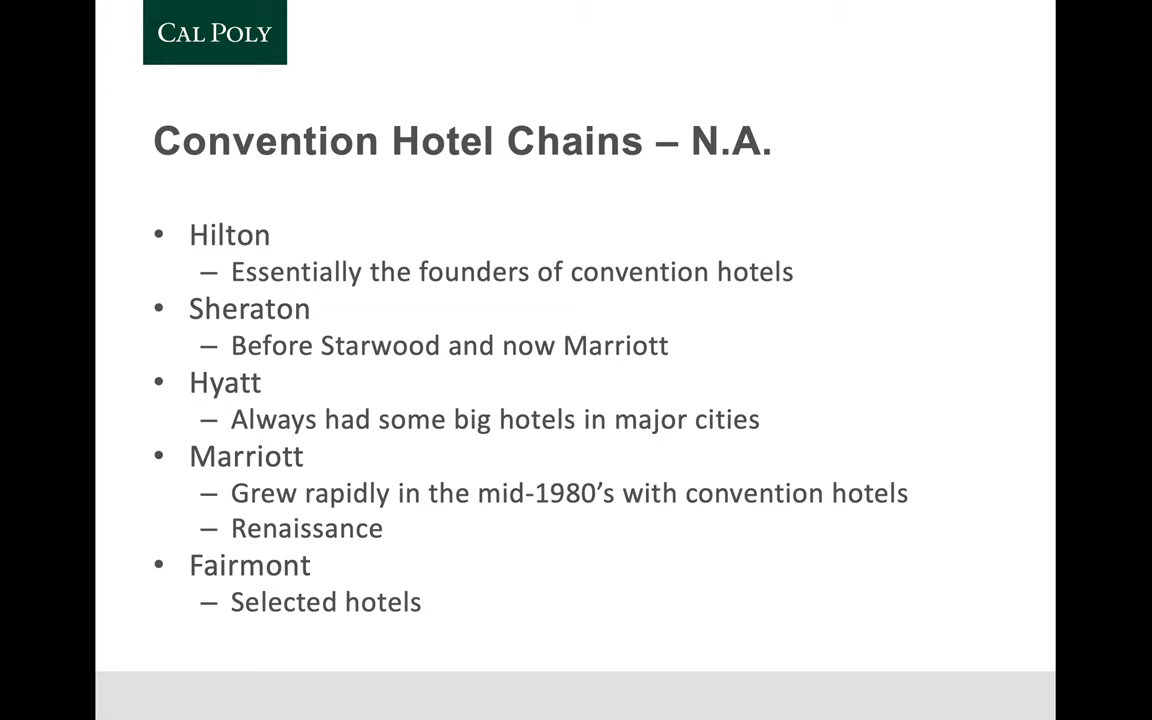 CAL POLY
Convention Hotel Chains – N.A.
• Hilton
– Essentially the founders of convention hotels
• Sheraton
– Before Starwood and now Marriott
• Hyatt
– Always had some big hotels in major cities
• Marriott
– Grew rapidly in the mid-1980’s with convention hotels
– Renaissance
• Fairmont
– Selected hotels